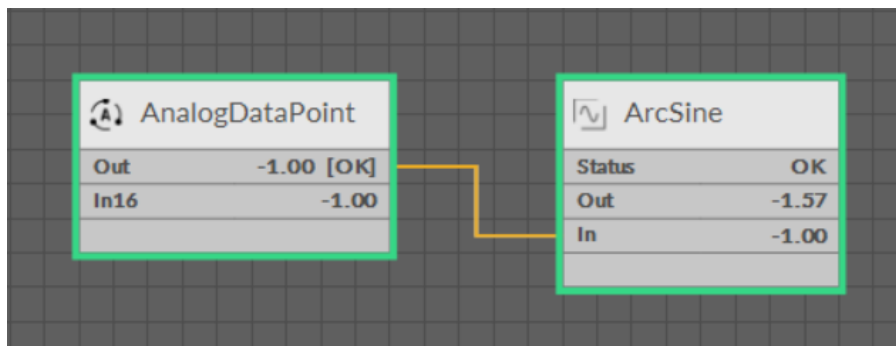 AnalogDataPoint
Out -1.00 [OK]
In16 -1.00
ArcSine
Status OK
Out -1.57
In -1.00